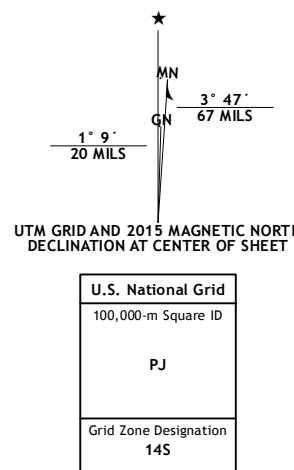 ★
MN
3° 47´
67 MILS
GN
1° 9´
20 MILS
UTM GRID AND 2015 MAGNETIC NORTH
DECLINATION AT CENTER OF SHEET
U.S. National Grid
100,000-m Square ID
PJ
Grid Zone Designation
14S